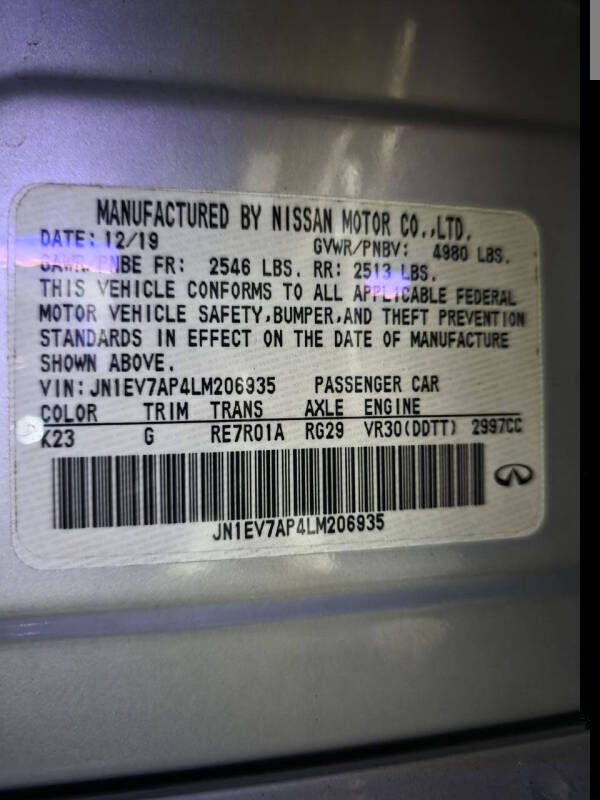 MANUFACTURED BY NISSAN MOTOR CO.,LTD.
DATE: 12/19 GVWR/PNBV: 4980 LBS.
GAWR/PNBE FR: 2546 LBS. RR: 2513 LBS.
THIS VEHICLE CONFORMS TO ALL APPLICABLE FEDERAL
MOTOR VEHICLE SAFETY,BUMPER,AND THEFT PREVENTION
STANDARDS IN EFFECT ON THE DATE OF MANUFACTURE
SHOWN ABOVE.
VIN:JN1EV7AP4LM206935 PASSENGER CAR
COLOR TRIM TRANS AXLE ENGINE
K23 G RE7R01A RG29 VR30(DDTT) 2997CC
JN1EV7AP4LM206935